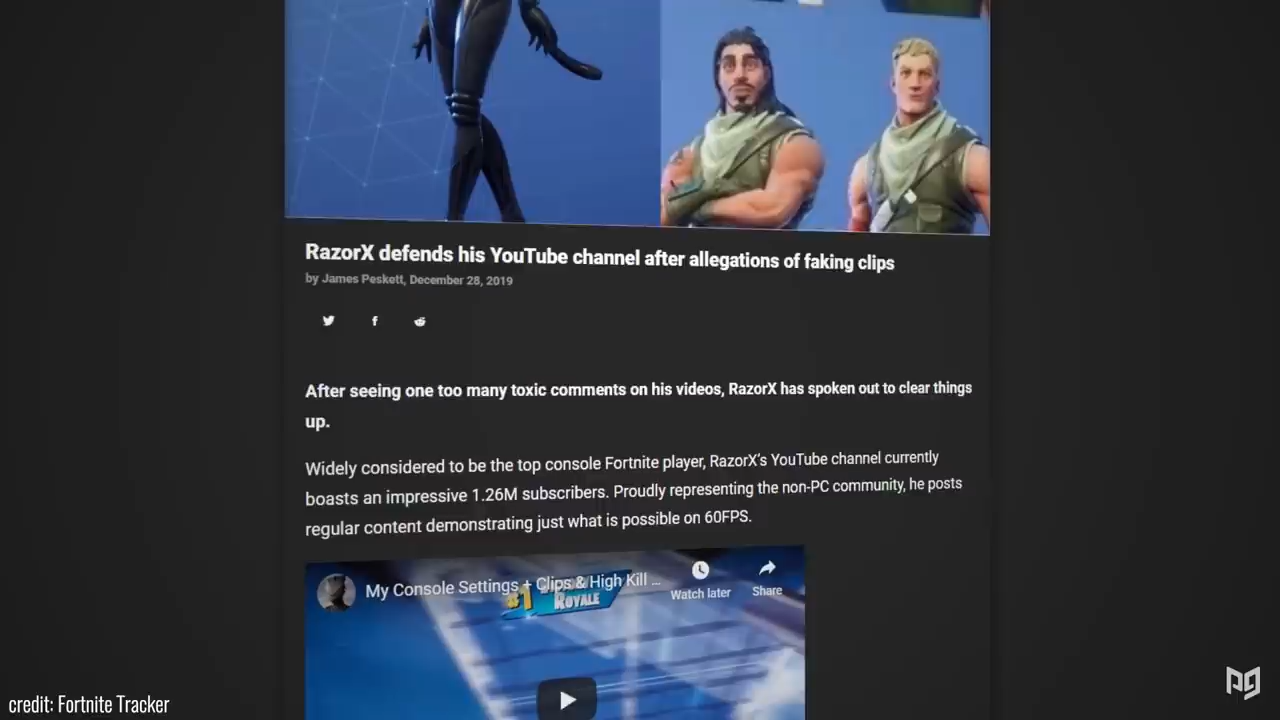 RazorX defends his YouTube channel after allegations of faking clips
by James Peskett, December 28, 2019
After seeing one too many toxic comments on his videos, RazorX has spoken out to clear things
up.
Widely considered to be the top console Fortnite player, RazorX's YouTube channel currently
boasts an impressive 1.26M subscribers. Proudly representing the non-PC community, he posts
regular content demonstrating just what is possible on 60FPS.
My Console Settings + Clips & High Kill ...
Watch later
Share
#1
ROYALE
credit: Fortnite Tracker